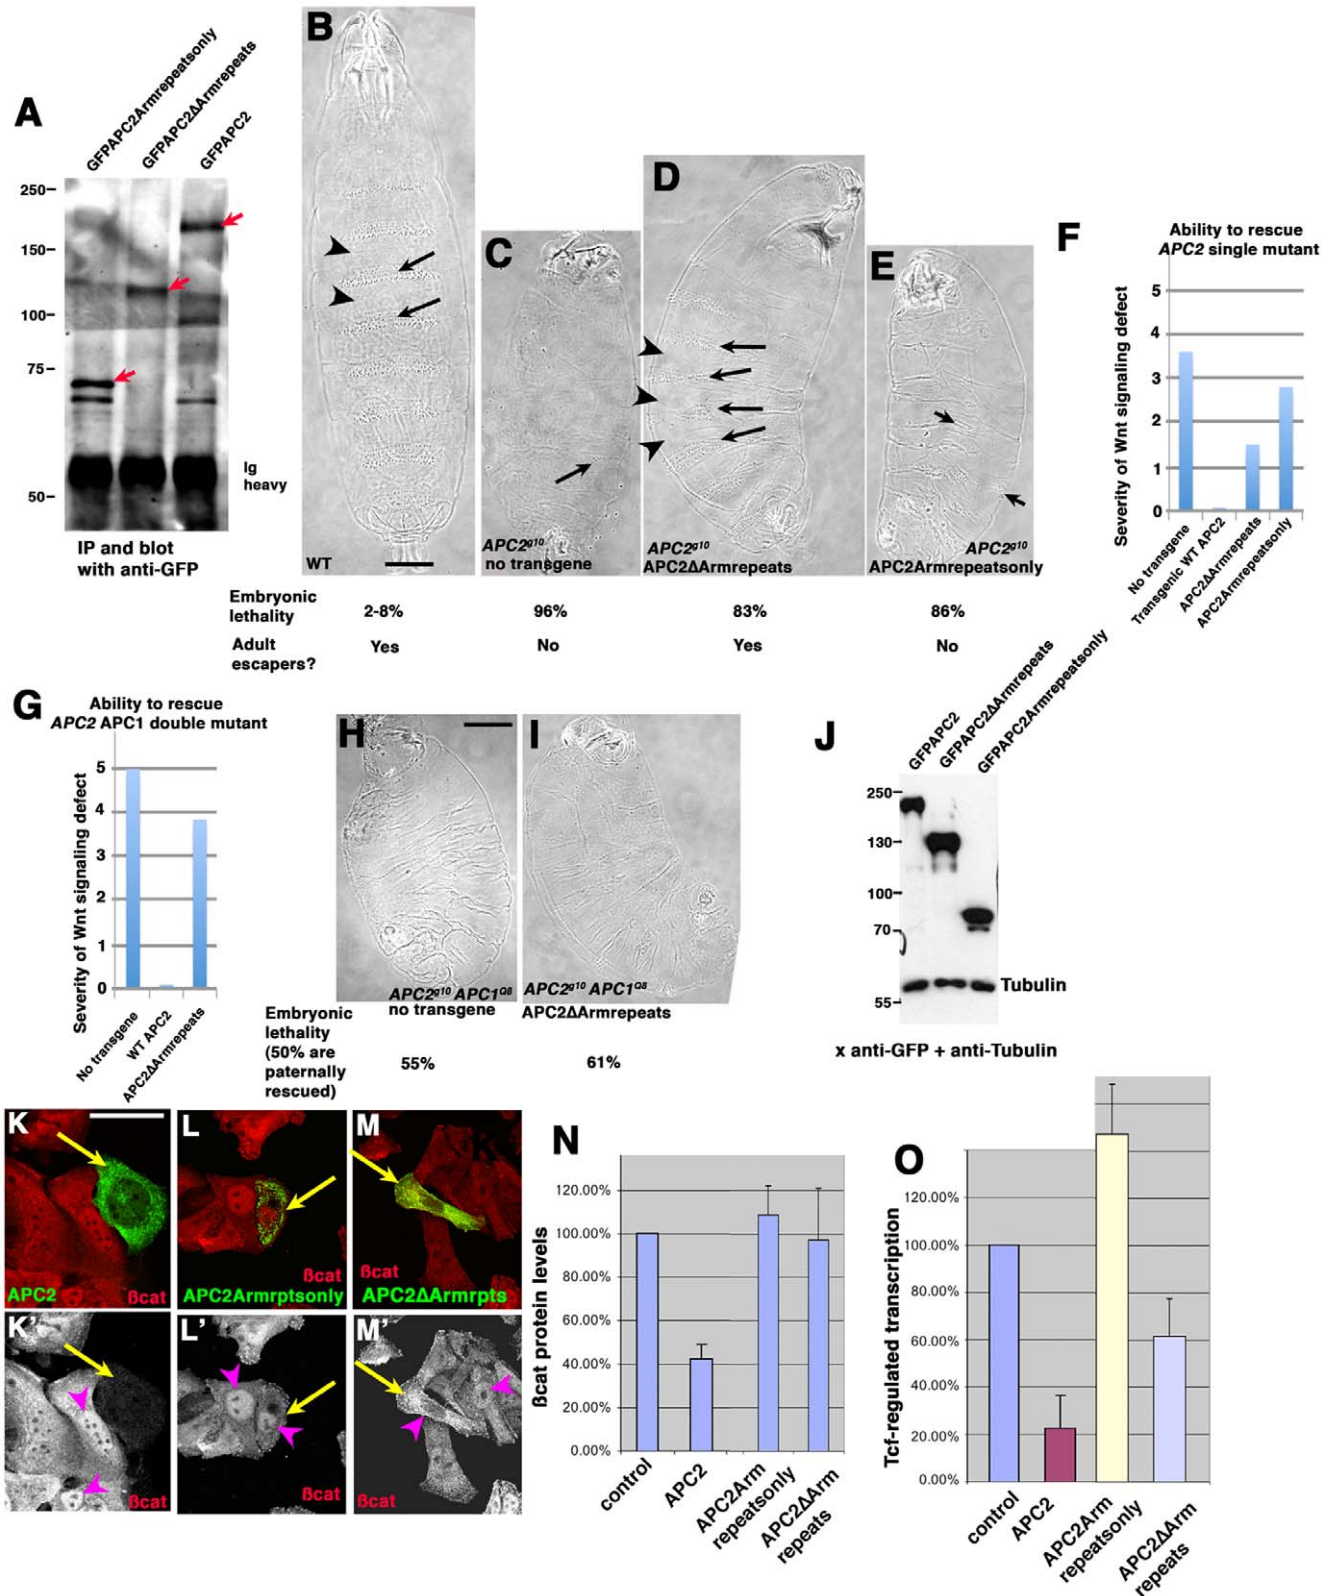 A
GFPAPC2Armrepeatsonly
GFPAPC2ΔArmrepeats
GFPAPC2
250
150
100
75
50
Ig
heavy
IP and blot
with anti-GFP
B
WT
C
APC2g10
no transgene
D
APC2g10
APC2ΔArmrepeats
E
APC2g10
APC2Armrepeatsonly
Embryonic
lethality
2-8%
96%
83%
86%
Adult
escapers?
Yes
No
Yes
No
F
Ability to rescue
APC2 single mutant
Severity of Wnt signaling defect
5
4
3
2
1
0
No transgene
Transgenic WT APC2
APC2ΔArmrepeats
APC2Armrepeatsonly
G
Ability to rescue
APC2 APC1 double mutant
Severity of Wnt signaling defect
5
4
3
2
1
0
No transgene
WT APC2
APC2ΔArmrepeats
H
APC2g10 APC1Q8
no transgene
I
APC2g10 APC1Q8
APC2ΔArmrepeats
Embryonic
lethality
(50% are
paternally
rescued)
55%
61%
J
GFPAPC2
GFPAPC2ΔArmrepeats
GFPAPC2Armrepeatsonly
250
130
100
70
55
Tubulin
x anti-GFP + anti-Tubulin
K
APC2
ßcat
L
ßcat
APC2Armrptsonly
M
ßcat
APC2ΔArmrpts
K'
ßcat
L'
ßcat
M'
ßcat
N
ßcat protein levels
120.00%
100.00%
80.00%
60.00%
40.00%
20.00%
0.00%
control
APC2
APC2Arm
repeatsonly
APC2ΔArm
repeats
O
Tcf-regulated transcription
120.00%
100.00%
80.00%
60.00%
40.00%
20.00%
0.00%
control
APC2
APC2Arm
repeatsonly
APC2ΔArm
repeats